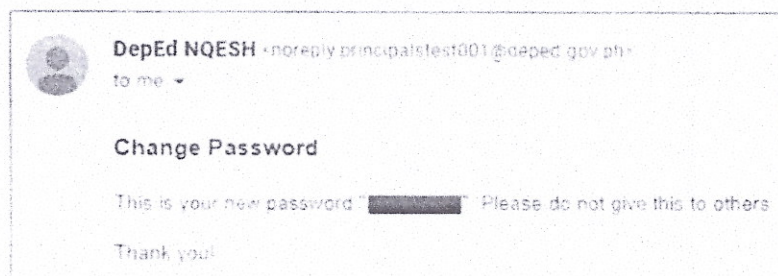 DepEd NQESH <noreply.principalstest001@deped.gov.ph>
to me
Change Password
This is your new password "". Please do not give this to others
Thank you!